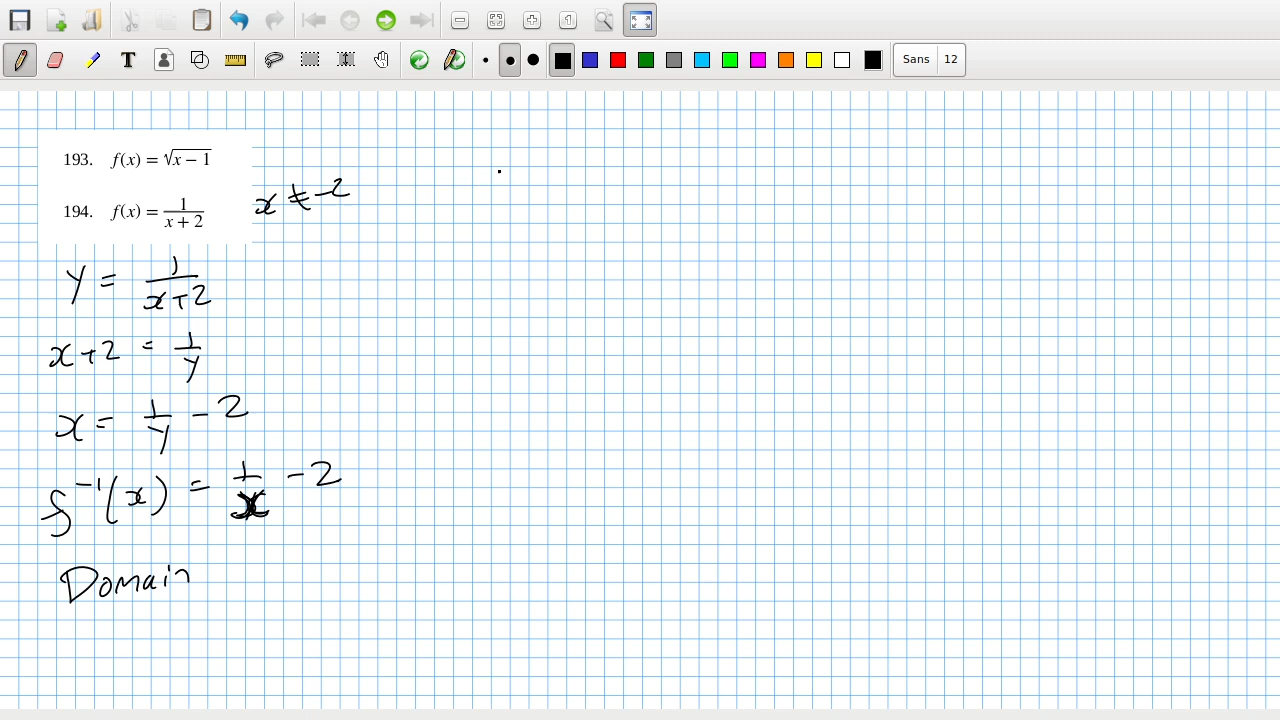 T
Sans 12
193. f(x) = √(x − 1)
194. f(x) = 1/(x + 2) x ≠ -2
y = 1/(x+2)
x+2 = 1/y
x = 1/y - 2
f⁻¹(x) = 1/x - 2
Domain